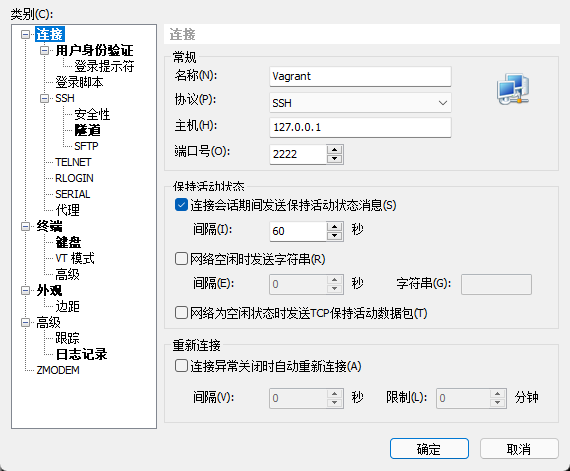 类别(C):
连接
用户身份验证
登录提示符
登录脚本
SSH
安全性
隧道
SFTP
TELNET
RLOGIN
SERIAL
代理
终端
键盘
VT 模式
高级
外观
边距
高级
跟踪
日志记录
ZMODEM
连接
常规
名称(N): Vagrant
协议(P): SSH
主机(H): 127.0.0.1
端口号(O): 2222
保持活动状态
连接会话期间发送保持活动状态消息(S)
间隔(I): 60 秒
网络空闲时发送字符串(R)
间隔(E): 0 秒 字符串(G):
网络为空闲状态时发送TCP保持活动数据包(T)
重新连接
连接异常关闭时自动重新连接(A)
间隔(V): 0 秒 限制(L): 0 分钟
确定 取消